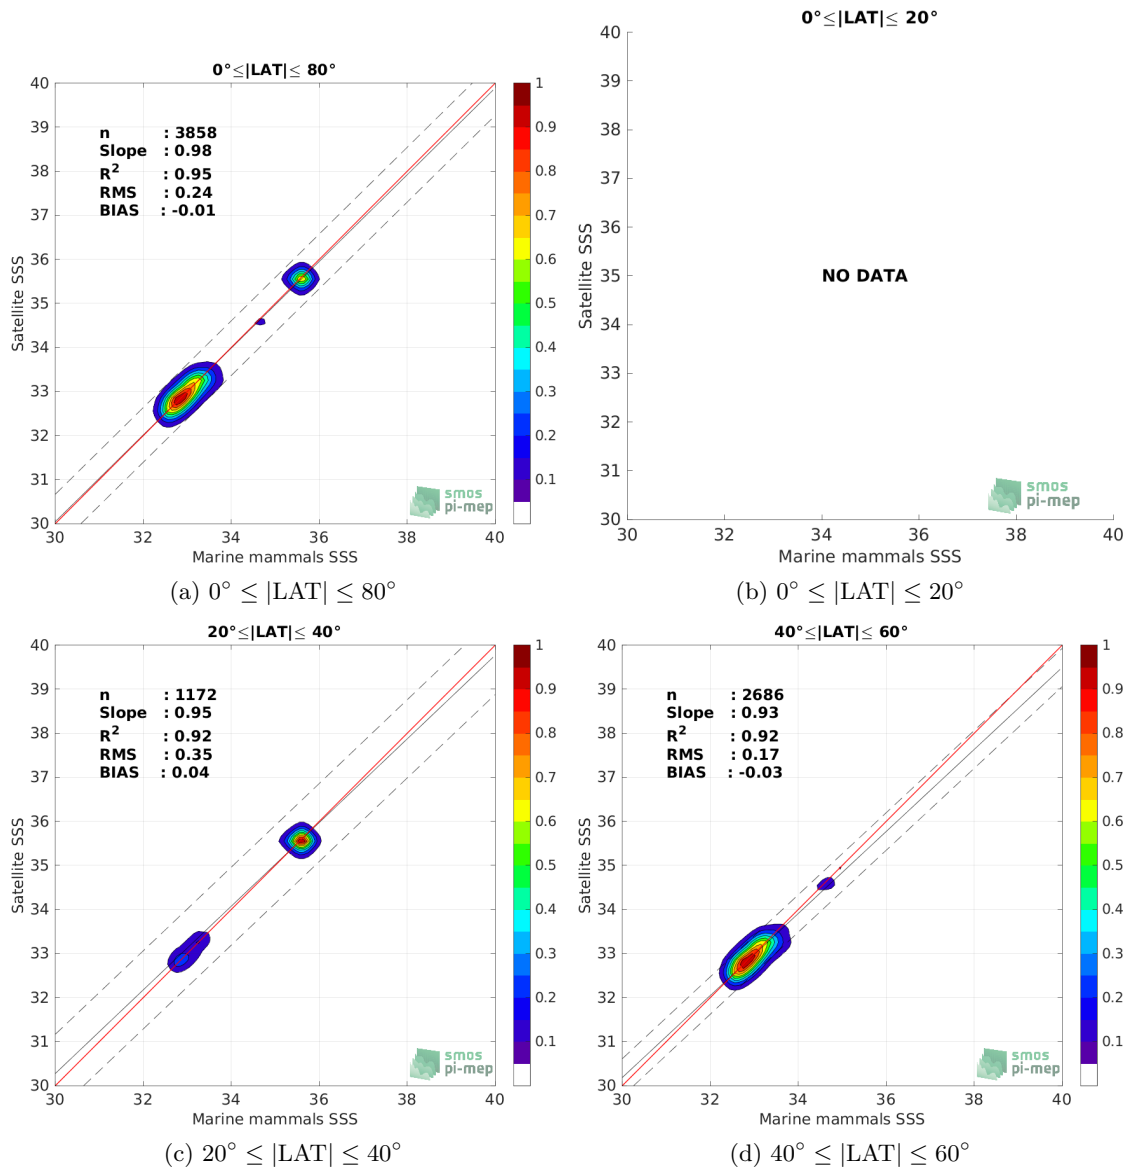 0°≤|LAT|≤ 80°
40
39
38
37
36
35
34
33
32
31
30
Satellite SSS
n : 3858
Slope : 0.98
R2 : 0.95
RMS : 0.24
BIAS : -0.01
smos
pi-mep
30 32 34 36 38 40
Marine mammals SSS
1
0.9
0.8
0.7
0.6
0.5
0.4
0.3
0.2
0.1
(a) 0° ≤ |LAT| ≤ 80°
0°≤|LAT|≤ 20°
40
39
38
37
36
35
34
33
32
31
30
Satellite SSS
NO DATA
smos
pi-mep
30 32 34 36 38 40
Marine mammals SSS
(b) 0° ≤ |LAT| ≤ 20°
20°≤|LAT|≤ 40°
40
39
38
37
36
35
34
33
32
31
30
Satellite SSS
n : 1172
Slope : 0.95
R2 : 0.92
RMS : 0.35
BIAS : 0.04
smos
pi-mep
30 32 34 36 38 40
Marine mammals SSS
1
0.9
0.8
0.7
0.6
0.5
0.4
0.3
0.2
0.1
(c) 20° ≤ |LAT| ≤ 40°
40°≤|LAT|≤ 60°
40
39
38
37
36
35
34
33
32
31
30
Satellite SSS
n : 2686
Slope : 0.93
R2 : 0.92
RMS : 0.17
BIAS : -0.03
smos
pi-mep
30 32 34 36 38 40
Marine mammals SSS
1
0.9
0.8
0.7
0.6
0.5
0.4
0.3
0.2
0.1
(d) 40° ≤ |LAT| ≤ 60°